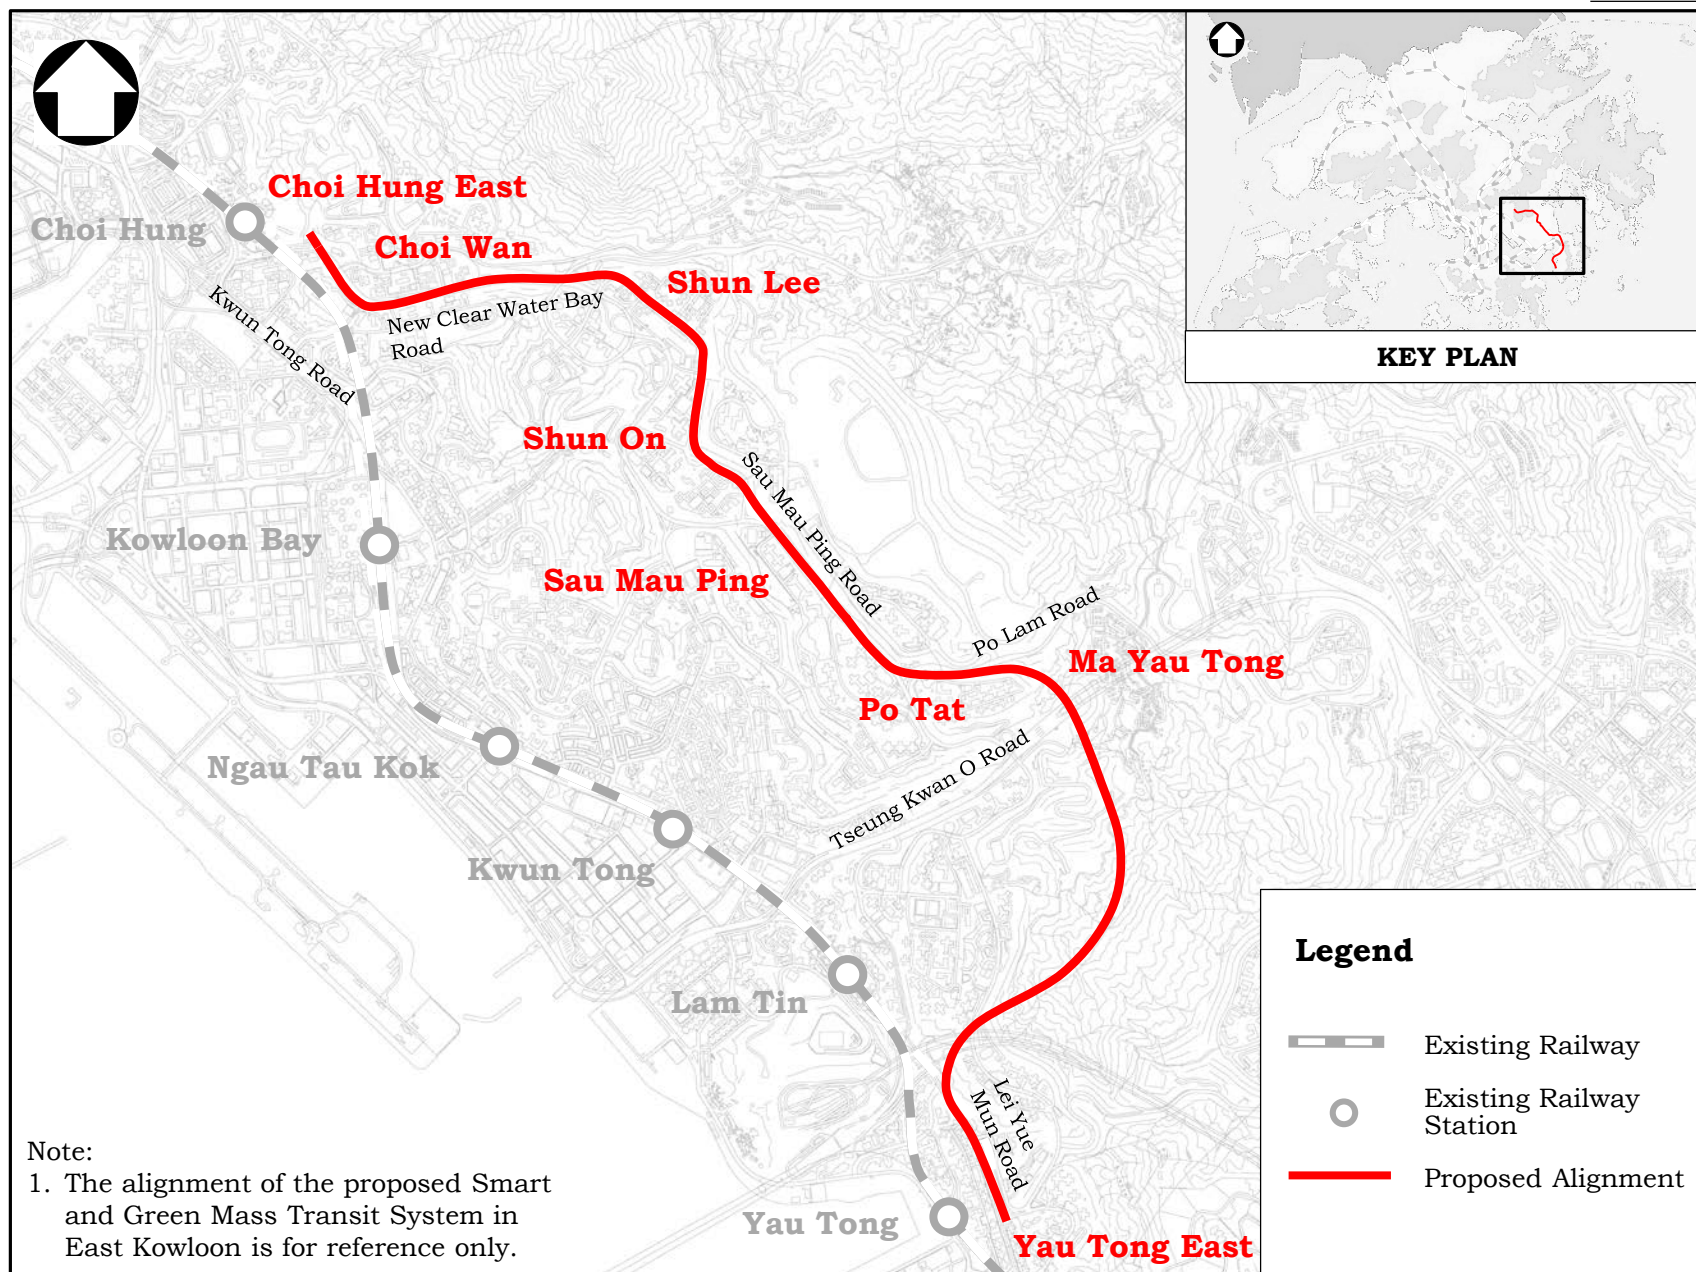 Choi Hung East
Choi Hung
Choi Wan
Shun Lee
New Clear Water Bay
Road
Kwun Tong Road
KEY PLAN
Shun On
Sau Mau Ping Road
Kowloon Bay
Sau Mau Ping
Po Lam Road
Ma Yau Tong
Po Tat
Ngau Tau Kok
Tseung Kwan O Road
Kwun Tong
Lam Tin
Lei Yue
Mun Road
Yau Tong
Yau Tong East
Legend
Existing Railway
Existing Railway
Station
Proposed Alignment
Note:
1. The alignment of the proposed Smart
and Green Mass Transit System in
East Kowloon is for reference only.